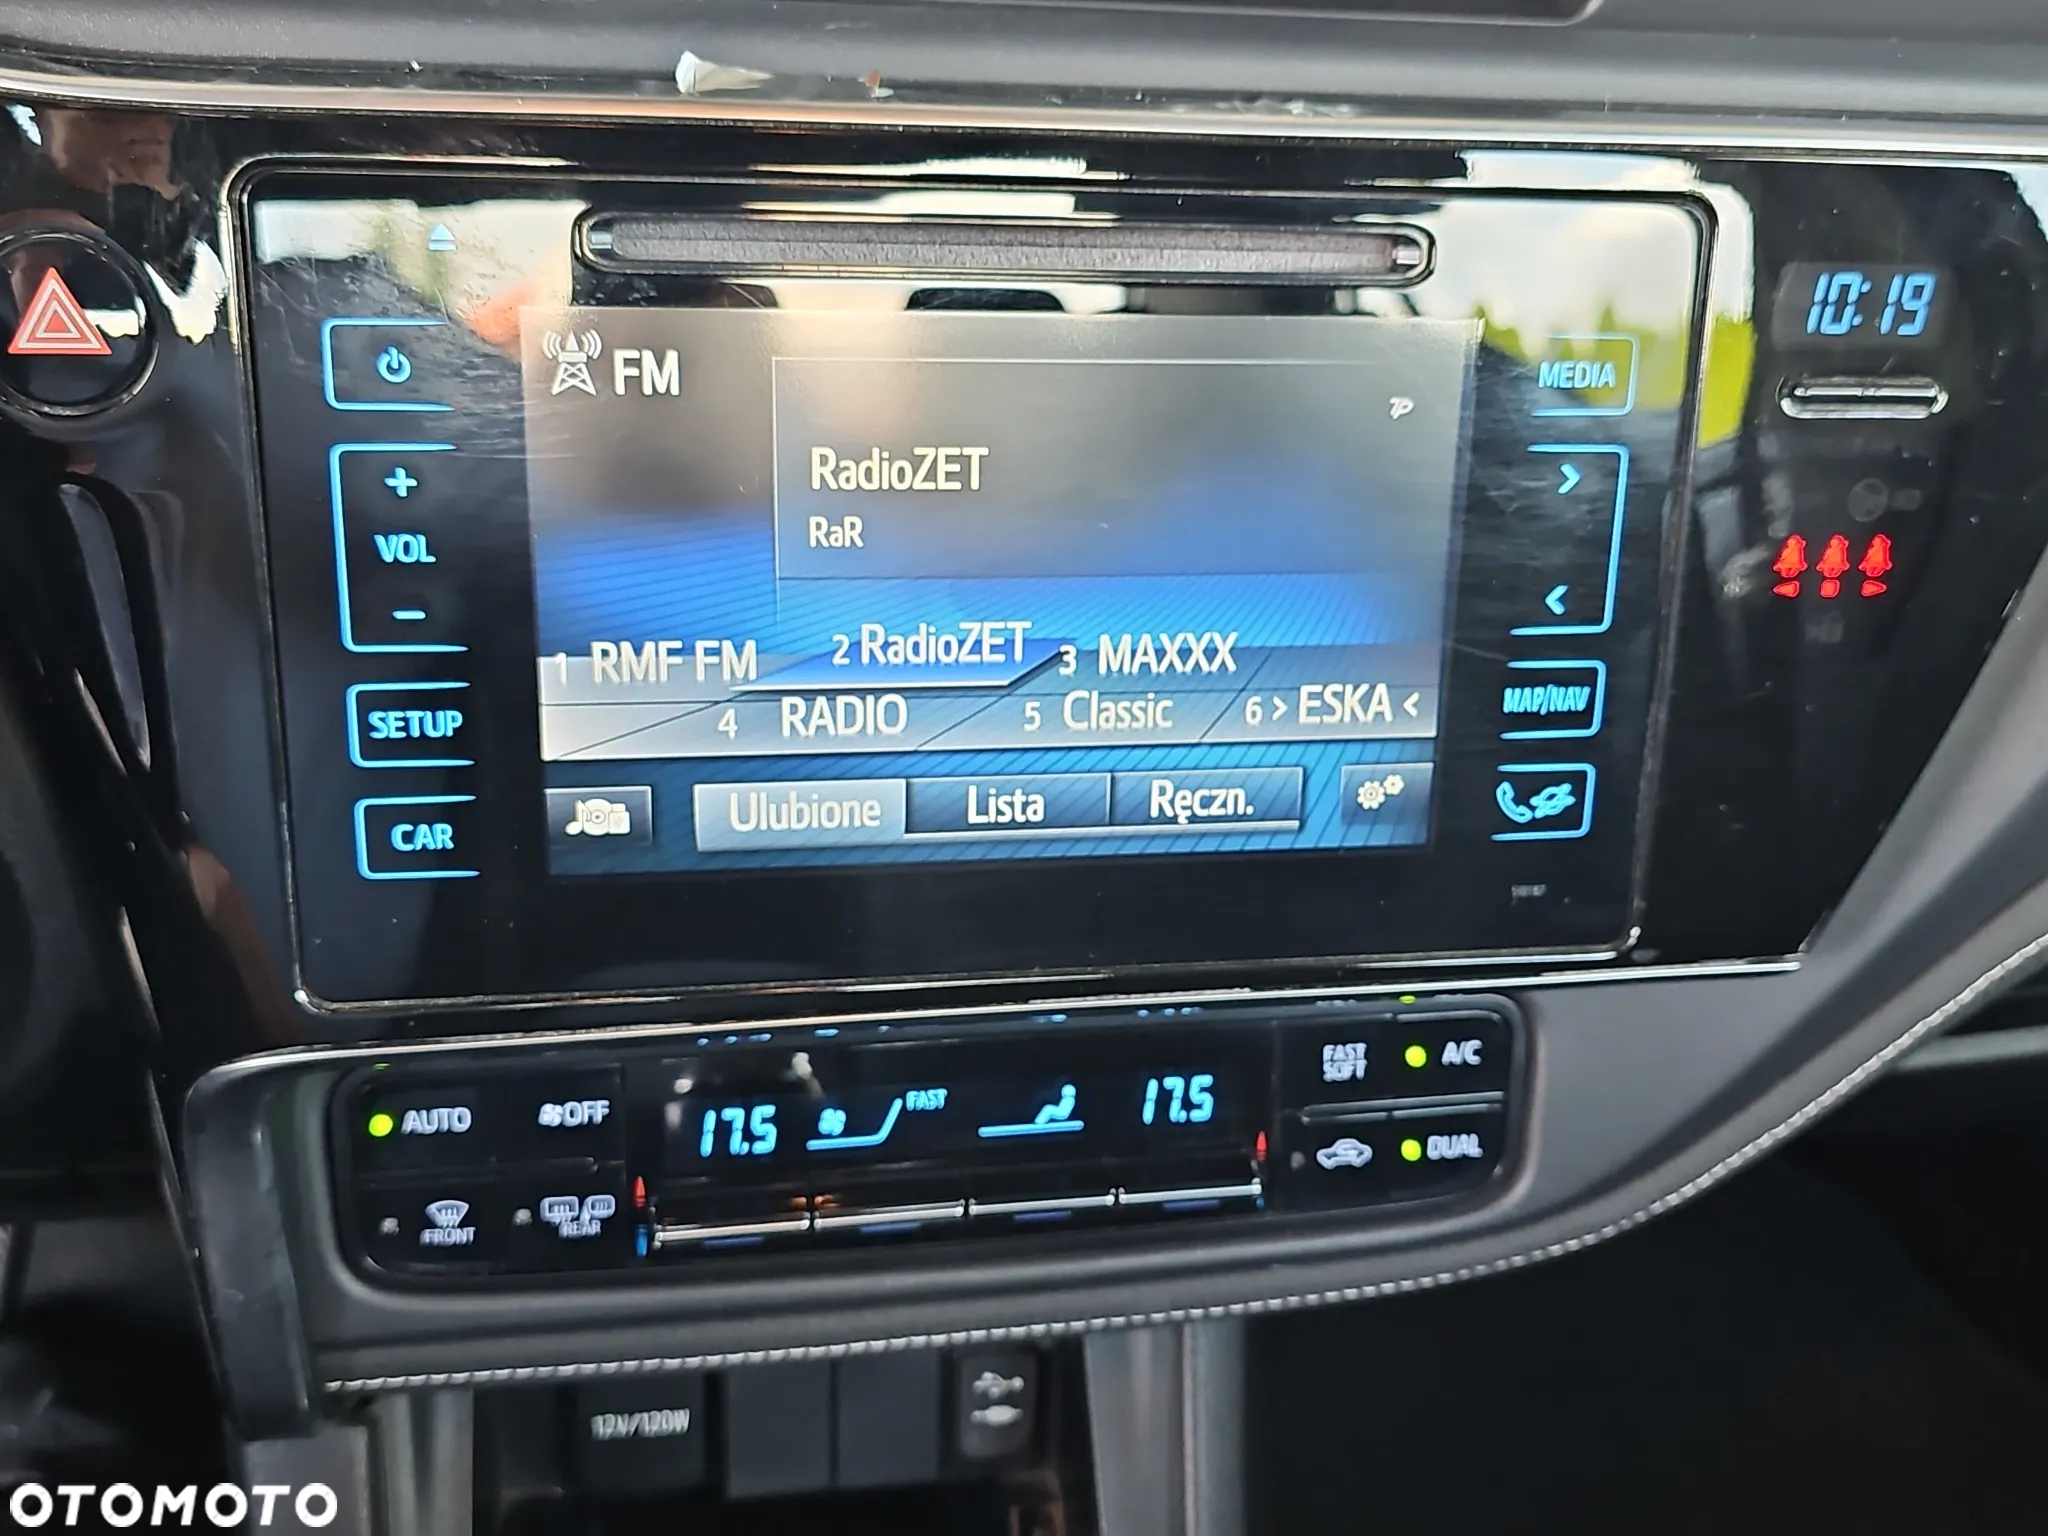 10:19
FM
MEDIA
TP
RadioZET
VOL
RaR
1 RMF FM
2 RadioZET
3 MAXXX
SETUP
4 RADIO
5 Classic
6 > ESKA <
MAP/NAV
CAR
Ulubione
Lista
Ręczn.
FAST
SOFT
A/C
AUTO
OFF
17.5
FAST
17.5
DUAL
FRONT
REAR
12V/120W
OTOMOTO